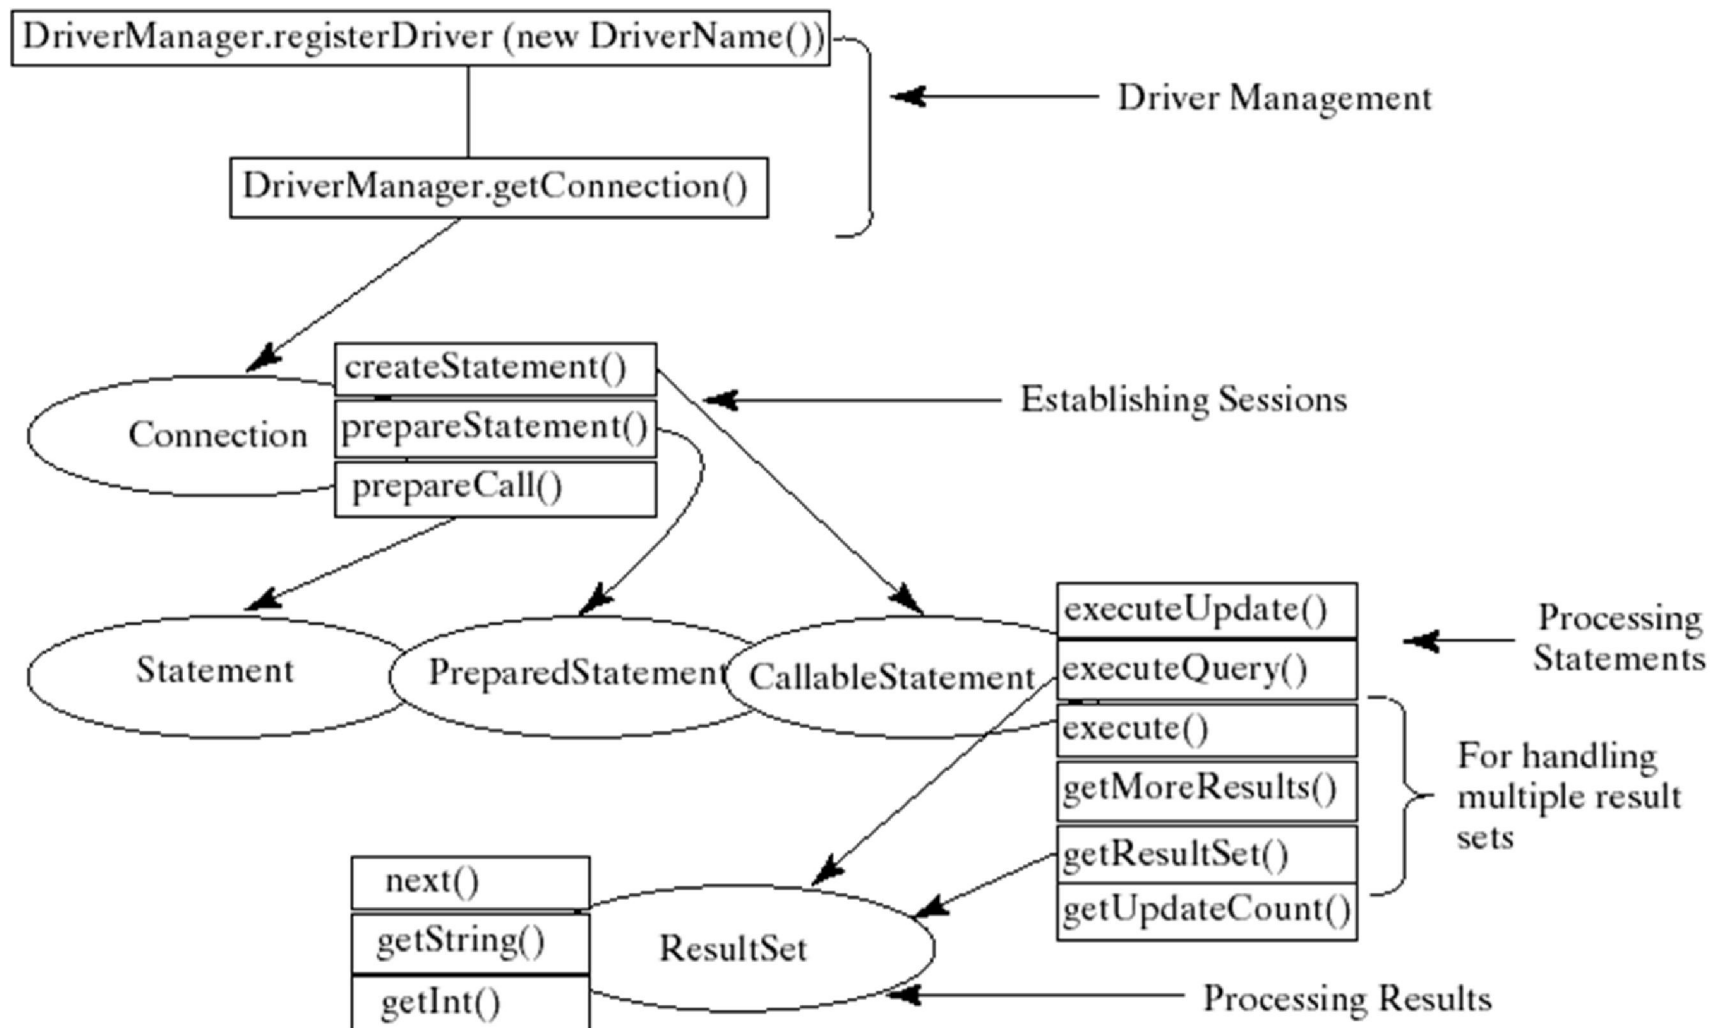 DriverManager.registerDriver (new DriverName())
Driver Management
DriverManager.getConnection()
createStatement()
Establishing Sessions
Connection
prepareStatement()
prepareCall()
executeUpdate()
Processing
Statements
Statement
PreparedStatement
CallableStatement
executeQuery()
execute()
For handling
multiple result
sets
getMoreResults()
getResultSet()
getUpdateCount()
next()
getString()
getInt()
ResultSet
Processing Results